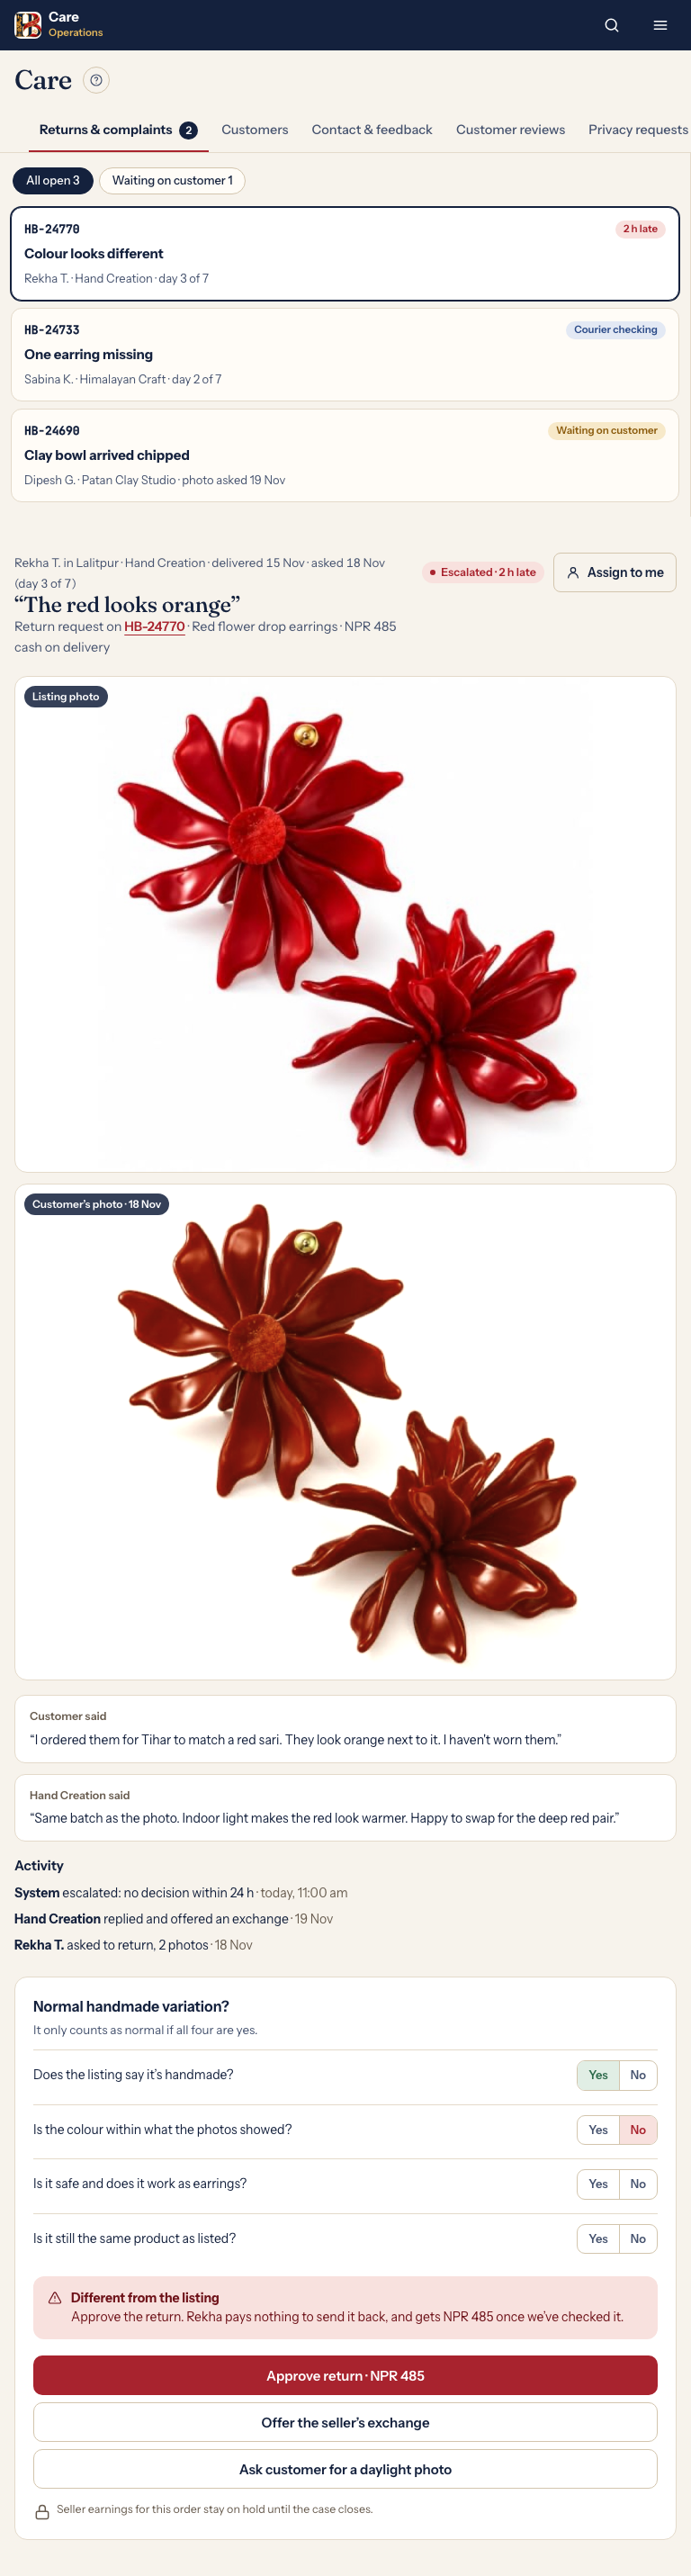 Care
Operations
Care
Returns & complaints 2
Customers
Contact & feedback
Customer reviews
Privacy requests
All open 3
Waiting on customer 1
HB-24770
2 h late
Colour looks different
Rekha T. · Hand Creation · day 3 of 7
HB-24733
Courier checking
One earring missing
Sabina K. · Himalayan Craft · day 2 of 7
HB-24690
Waiting on customer
Clay bowl arrived chipped
Dipesh G. · Patan Clay Studio · photo asked 19 Nov
Rekha T. in Lalitpur · Hand Creation · delivered 15 Nov · asked 18 Nov
(day 3 of 7)
“The red looks orange”
Return request on HB-24770 · Red flower drop earrings · NPR 485
cash on delivery
Escalated · 2 h late
Assign to me
Listing photo
Customer’s photo · 18 Nov
Customer said
“I ordered them for Tihar to match a red sari. They look orange next to it. I haven't worn them.”
Hand Creation said
“Same batch as the photo. Indoor light makes the red look warmer. Happy to swap for the deep red pair.”
Activity
System escalated: no decision within 24 h · today, 11:00 am
Hand Creation replied and offered an exchange · 19 Nov
Rekha T. asked to return, 2 photos · 18 Nov
Normal handmade variation?
It only counts as normal if all four are yes.
Does the listing say it’s handmade?
Yes No
Is the colour within what the photos showed?
Yes No
Is it safe and does it work as earrings?
Yes No
Is it still the same product as listed?
Yes No
Different from the listing
Approve the return. Rekha pays nothing to send it back, and gets NPR 485 once we’ve checked it.
Approve return · NPR 485
Offer the seller’s exchange
Ask customer for a daylight photo
Seller earnings for this order stay on hold until the case closes.